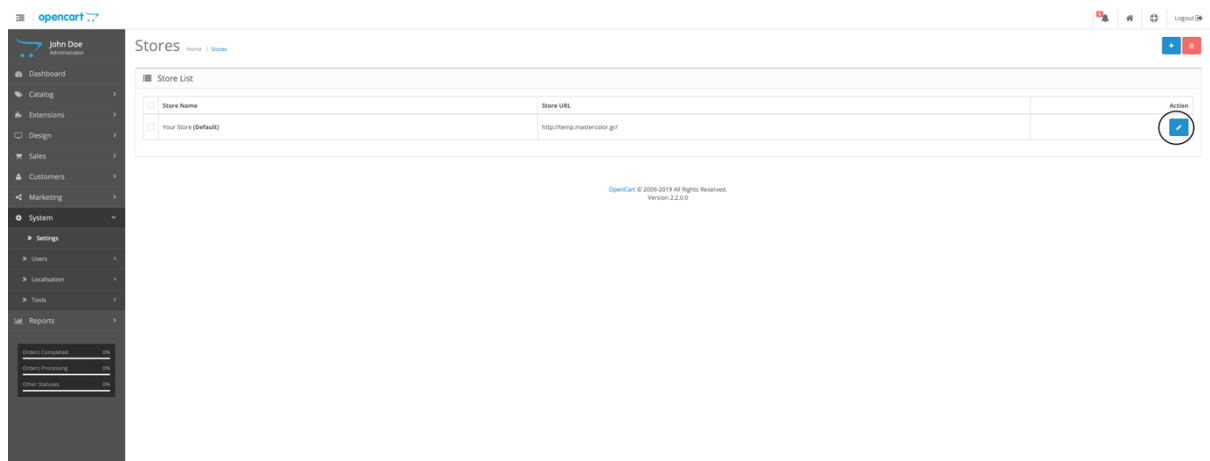 opencart
Logout
John Doe
Administrator
Dashboard
Catalog
Extensions
Design
Sales
Customers
Marketing
System
Settings
Users
Localisation
Tools
Reports
Orders Completed 0%
Orders Processing 0%
Other Statuses 0%
Stores Home / Stores
Store List
Store Name Store URL Action
Your Store (Default) http://temp.mastercolor.gr/
OpenCart © 2009-2019 All Rights Reserved.
Version 2.2.0.0